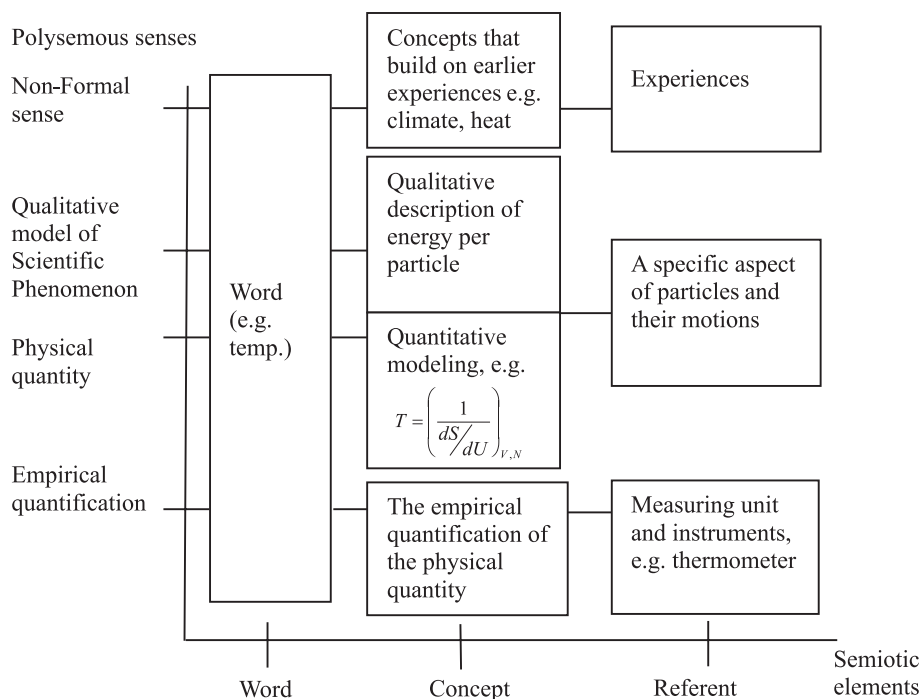 Polysemous senses
Non-Formal
sense
Qualitative
model of
Scientific
Phenomenon
Physical
quantity
Empirical
quantification
Word
(e.g.
temp.)
Concepts that
build on earlier
experiences e.g.
climate, heat
Qualitative
description of
energy per
particle
Quantitative
modeling, e.g.
T = (1 / (dS/dU))V,N
The empirical
quantification of
the physical
quantity
Experiences
A specific aspect
of particles and
their motions
Measuring unit
and instruments,
e.g. thermometer
Word
Concept
Referent
Semiotic
elements